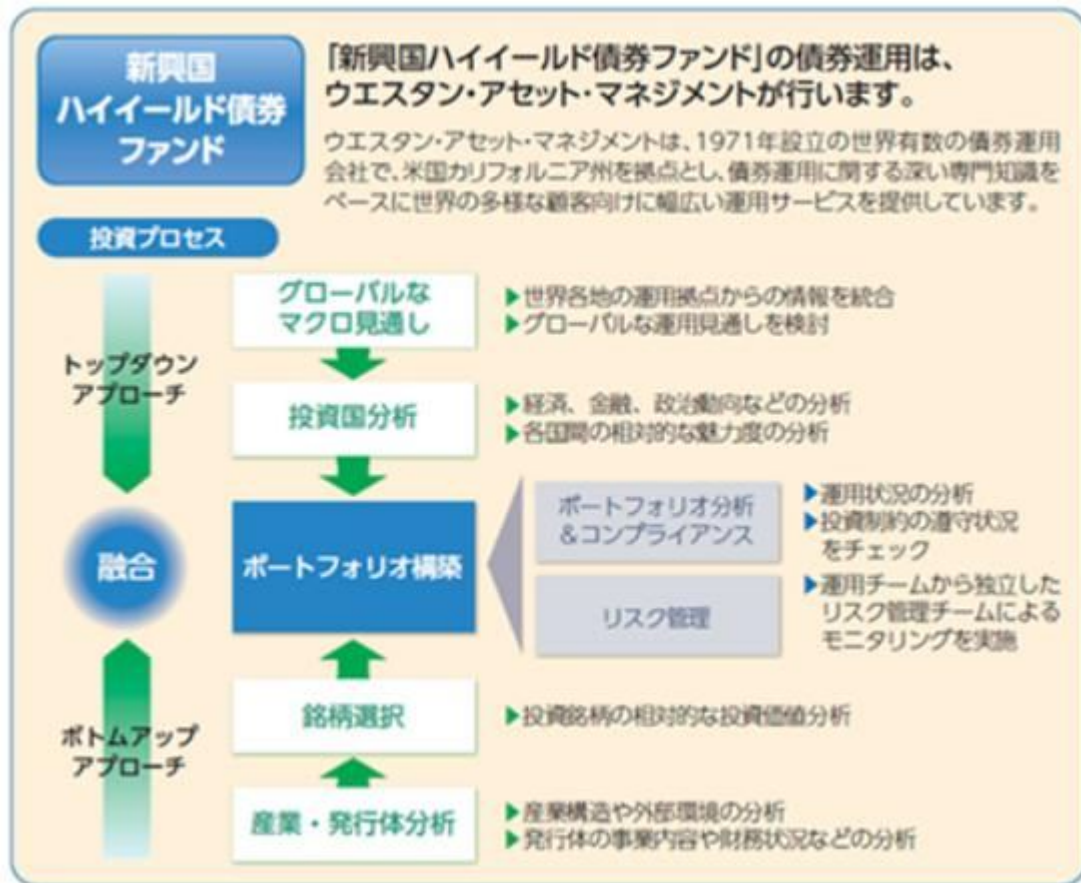 新興国
ハイイールド債券
ファンド
「新興国ハイイールド債券ファンド」の債券運用は、
ウエスタン・アセット・マネジメントが行います。
ウエスタン・アセット・マネジメントは、1971年設立の世界有数の債券運用
会社で、米国カリフォルニア州を拠点とし、債券運用に関する深い専門知識を
ベースに世界の多様な顧客向けに幅広い運用サービスを提供しています。
投資プロセス
トップダウン
アプローチ
融合
ボトムアップ
アプローチ
グローバルな
マクロ見通し
▶世界各地の運用拠点からの情報を統合
▶グローバルな運用見通しを検討
投資国分析
▶経済、金融、政治動向などの分析
▶各国間の相対的な魅力度の分析
ポートフォリオ構築
ポートフォリオ分析
&コンプライアンス
▶運用状況の分析
▶投資制約の遵守状況
をチェック
リスク管理
▶運用チームから独立した
リスク管理チームによる
モニタリングを実施
銘柄選択
▶投資銘柄の相対的な投資価値分析
産業・発行体分析
▶産業構造や外部環境の分析
▶発行体の事業内容や財務状況などの分析